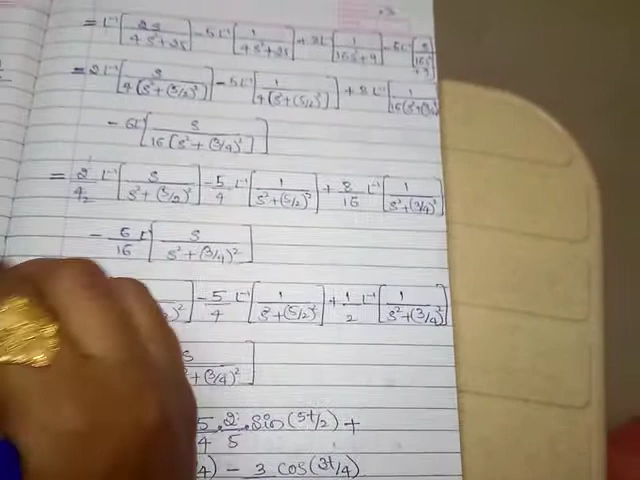 = L⁻¹[2s/(4s²+25)] - 5L⁻¹[1/(4s²+25)] + 8L⁻¹[1/(16s²+9)] - 6L⁻¹[s/(16s²+9)]
= 2L⁻¹[s/(4(s²+(5/2)²))] - 5L⁻¹[1/(4(s²+(5/2)²))] + 8L⁻¹[1/(16(s²+(3/4)²))]
- 6L⁻¹[s/(16(s²+(3/4)²))]
= 2/4₂ L⁻¹[s/(s²+(5/2)²)] - 5/4 L⁻¹[1/(s²+(5/2)²)] + 8/16 L⁻¹[1/(s²+(3/4)²)]
- 6/16 L⁻¹[s/(s²+(3/4)²)]
- 5/4 L⁻¹[1/(s²+(5/2)²)] + 1/2 L⁻¹[1/(s²+(3/4)²)]
s/(+(3/4)²)]
5/4 . 2/5 . sin(5t/2) +
4) - 3 cos(3t/4)